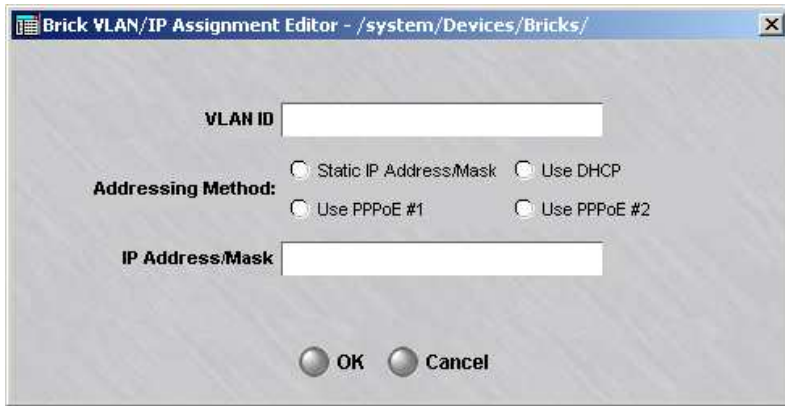 Brick VLAN/IP Assignment Editor - /system/Devices/Bricks/
VLAN ID
Addressing Method:
Static IP Address/Mask
Use DHCP
Use PPPoE #1
Use PPPoE #2
IP Address/Mask
OK
Cancel